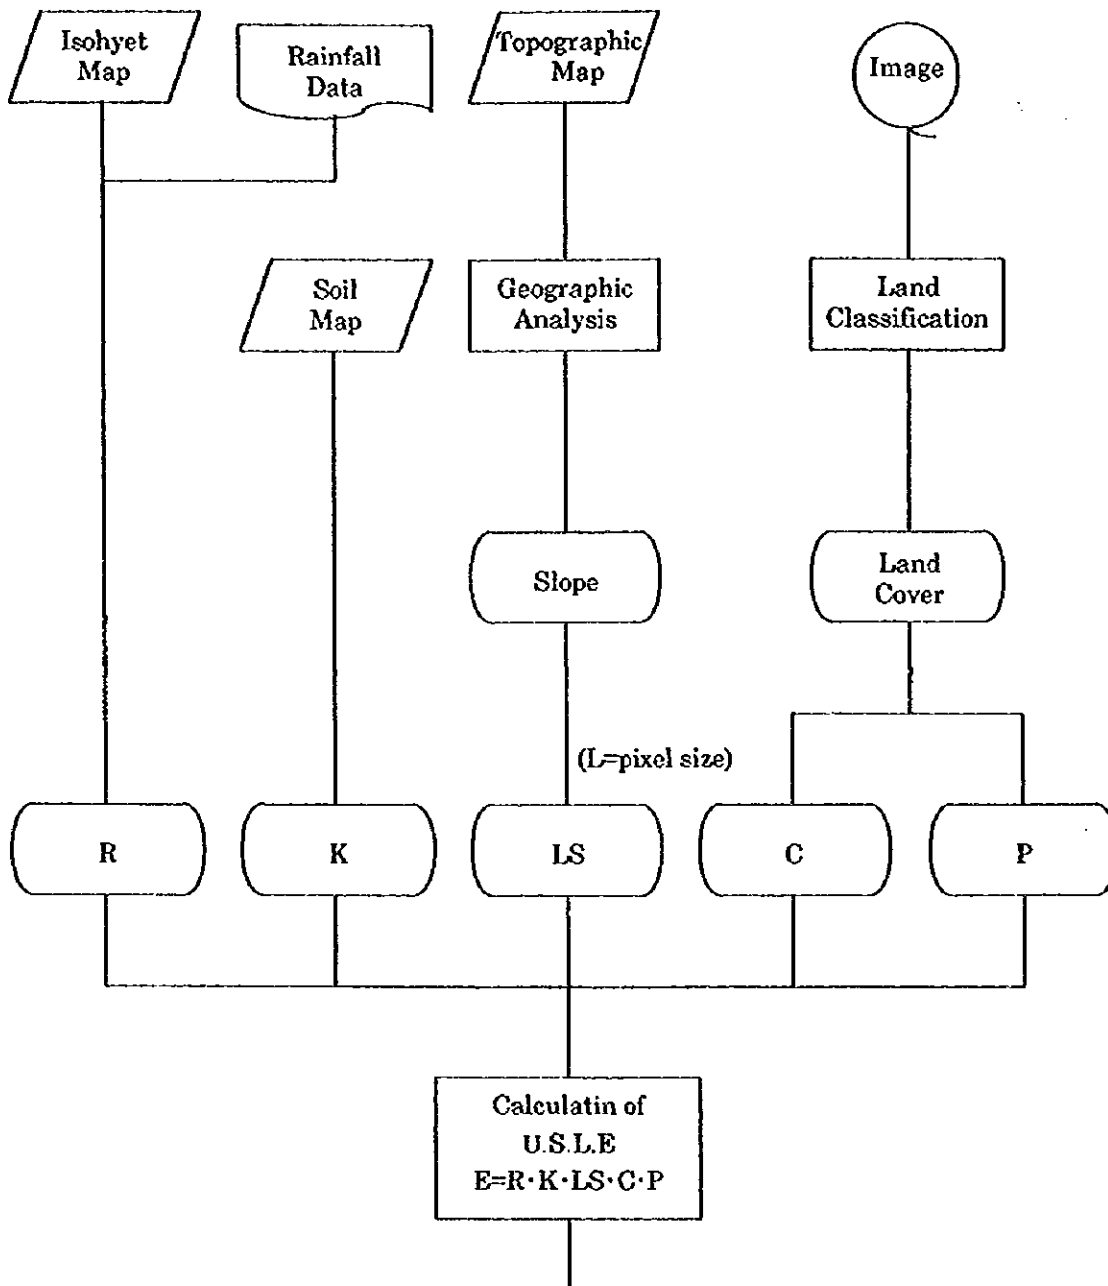 Isohyet
Map
Rainfall
Data
Topographic
Map
Image
Soil
Map
Geographic
Analysis
Land
Classification
Slope
Land
Cover
(L=pixel size)
R
K
LS
C
P
Calculatin of
U.S.L.E
E=R·K·LS·C·P